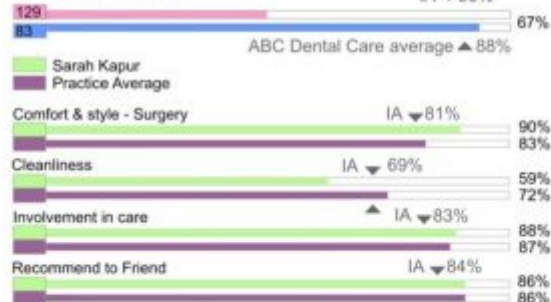 129
83 67%
ABC Dental Care average ▲ 88%
Sarah Kapur
Practice Average
Comfort & style - Surgery IA ▼81%
90%
83%
Cleanliness IA ▼ 69%
59%
72%
Involvement in care ▲ IA ▼83%
88%
87%
Recommend to Friend IA ▼84%
86%
86%